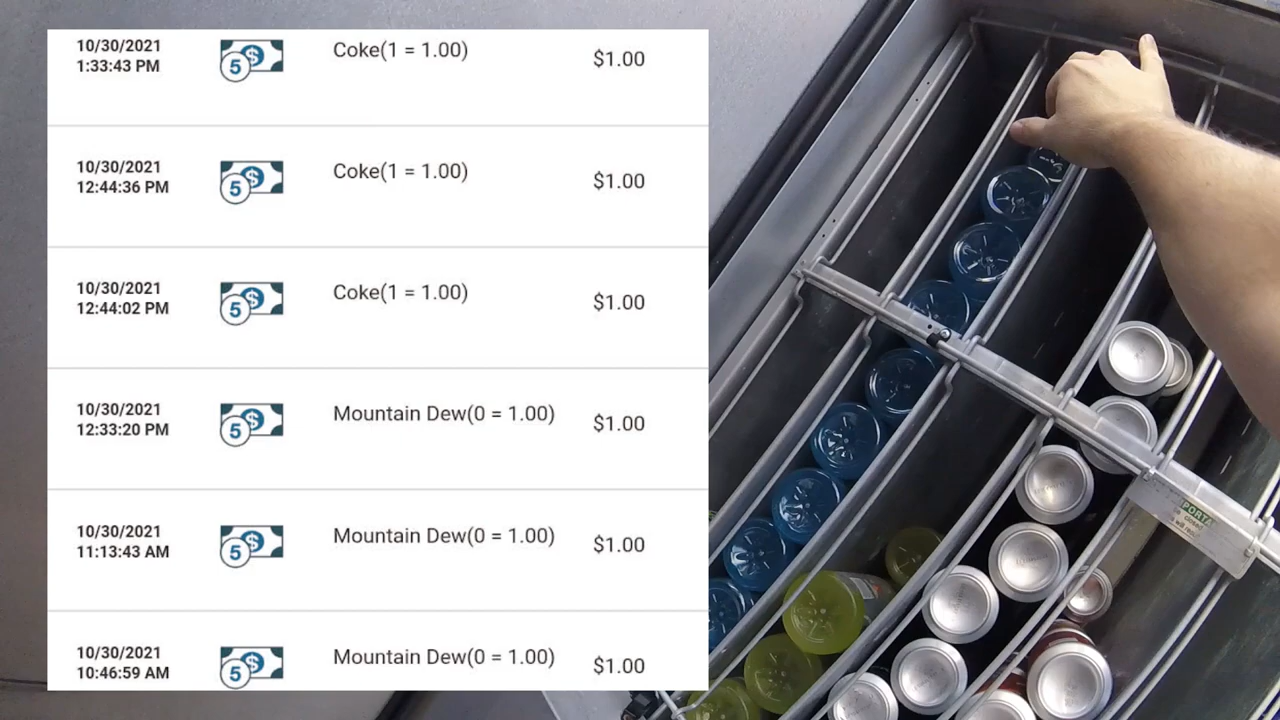 10/30/2021
1:33:43 PM
5 $
Coke(1 = 1.00)
$1.00
10/30/2021
12:44:36 PM
5 $
Coke(1 = 1.00)
$1.00
10/30/2021
12:44:02 PM
5 $
Coke(1 = 1.00)
$1.00
10/30/2021
12:33:20 PM
5 $
Mountain Dew(0 = 1.00)
$1.00
10/30/2021
11:13:43 AM
5 $
Mountain Dew(0 = 1.00)
$1.00
10/30/2021
10:46:59 AM
5 $
Mountain Dew(0 = 1.00)
$1.00